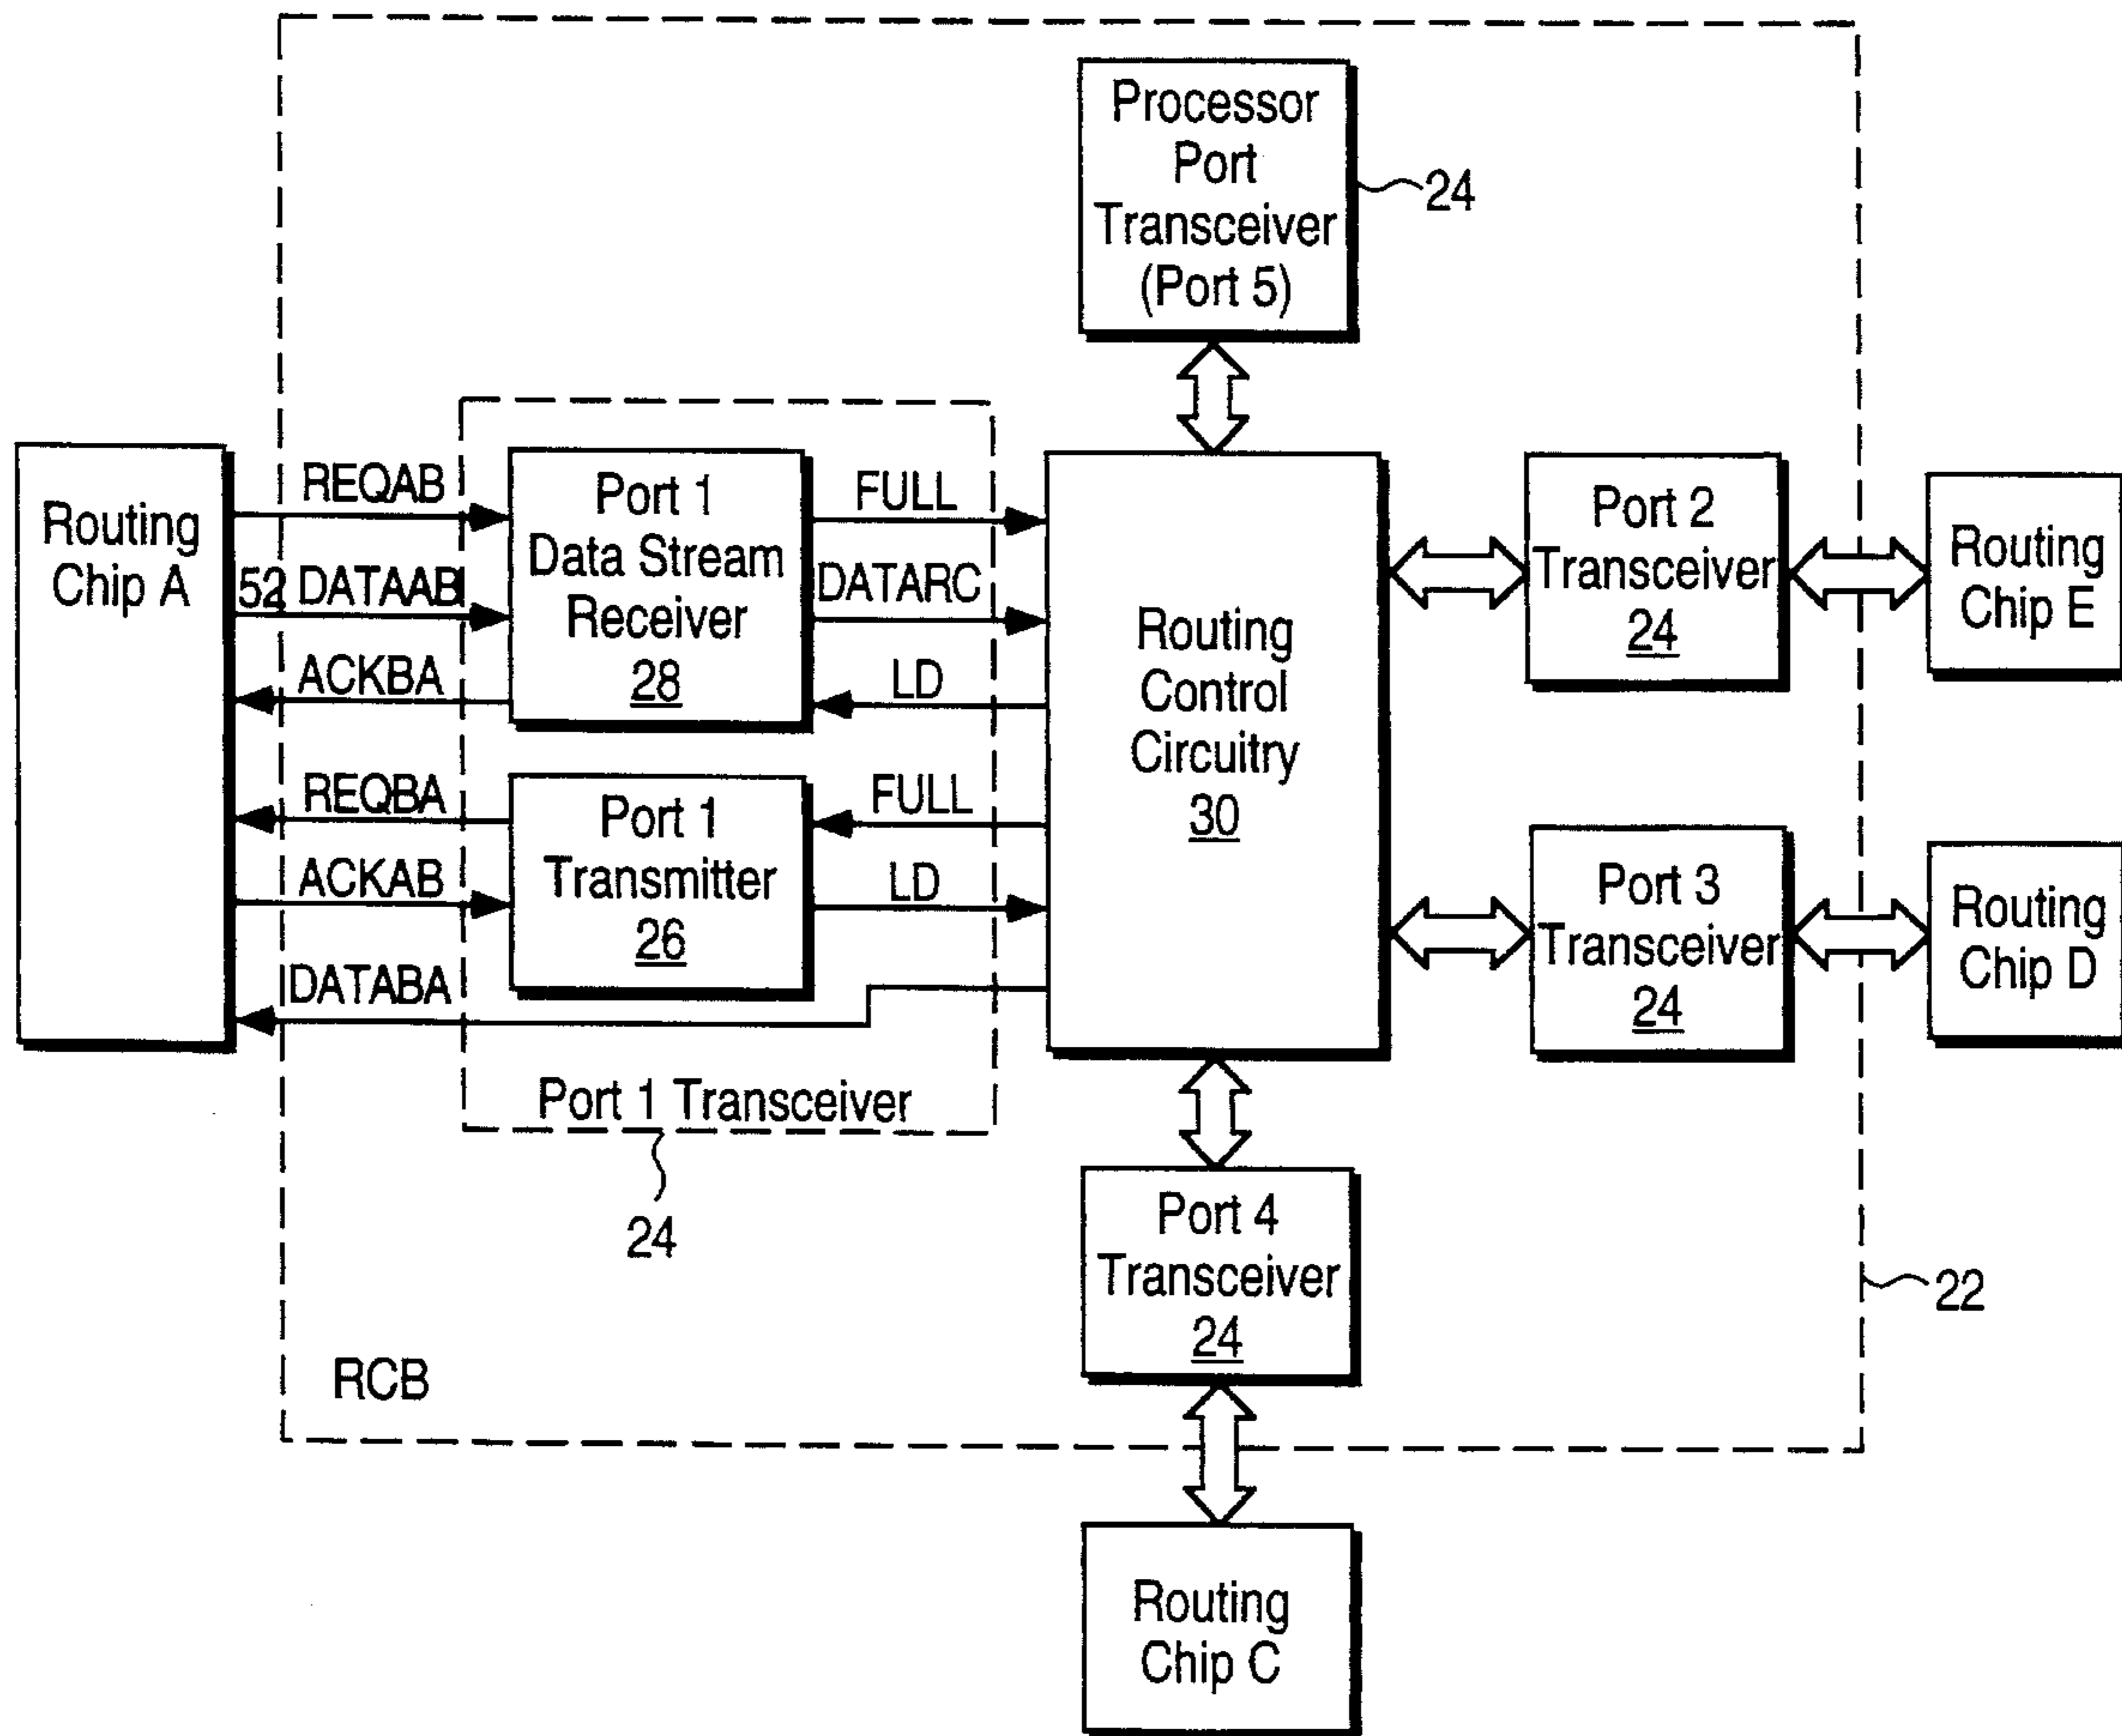 Processor
Port
Transceiver
(Port 5)
24
Routing
Chip A
REQAB
52 DATAAB
ACKBA
REQBA
ACKAB
DATABA
Port 1
Data Stream
Receiver
28
FULL
DATARC
LD
Port 1
Transmitter
26
FULL
LD
Port 1 Transceiver
24
Routing
Control
Circuitry
30
Port 2
Transceiver
24
Routing
Chip E
Port 3
Transceiver
24
Routing
Chip D
Port 4
Transceiver
24
22
RCB
Routing
Chip C